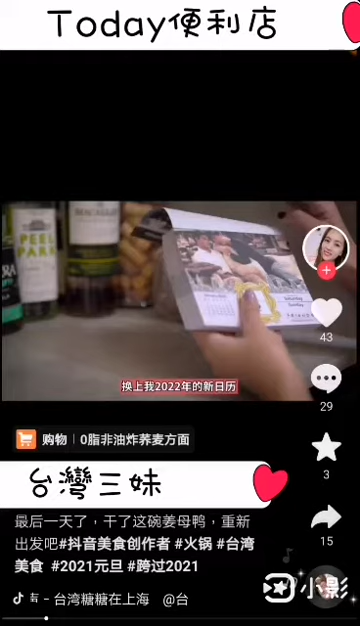 Today便利店
PEEL
PARK
换上我2022年的新日历
43
29
购物 | 0脂非油炸荞麦方面
3
台灣三妹
15
最后一天了，干了这碗姜母鸭，重新
出发吧#抖音美食创作者 #火锅 #台湾
美食 #2021元旦 #跨过2021
台湾糖糖在上海 @台
小影